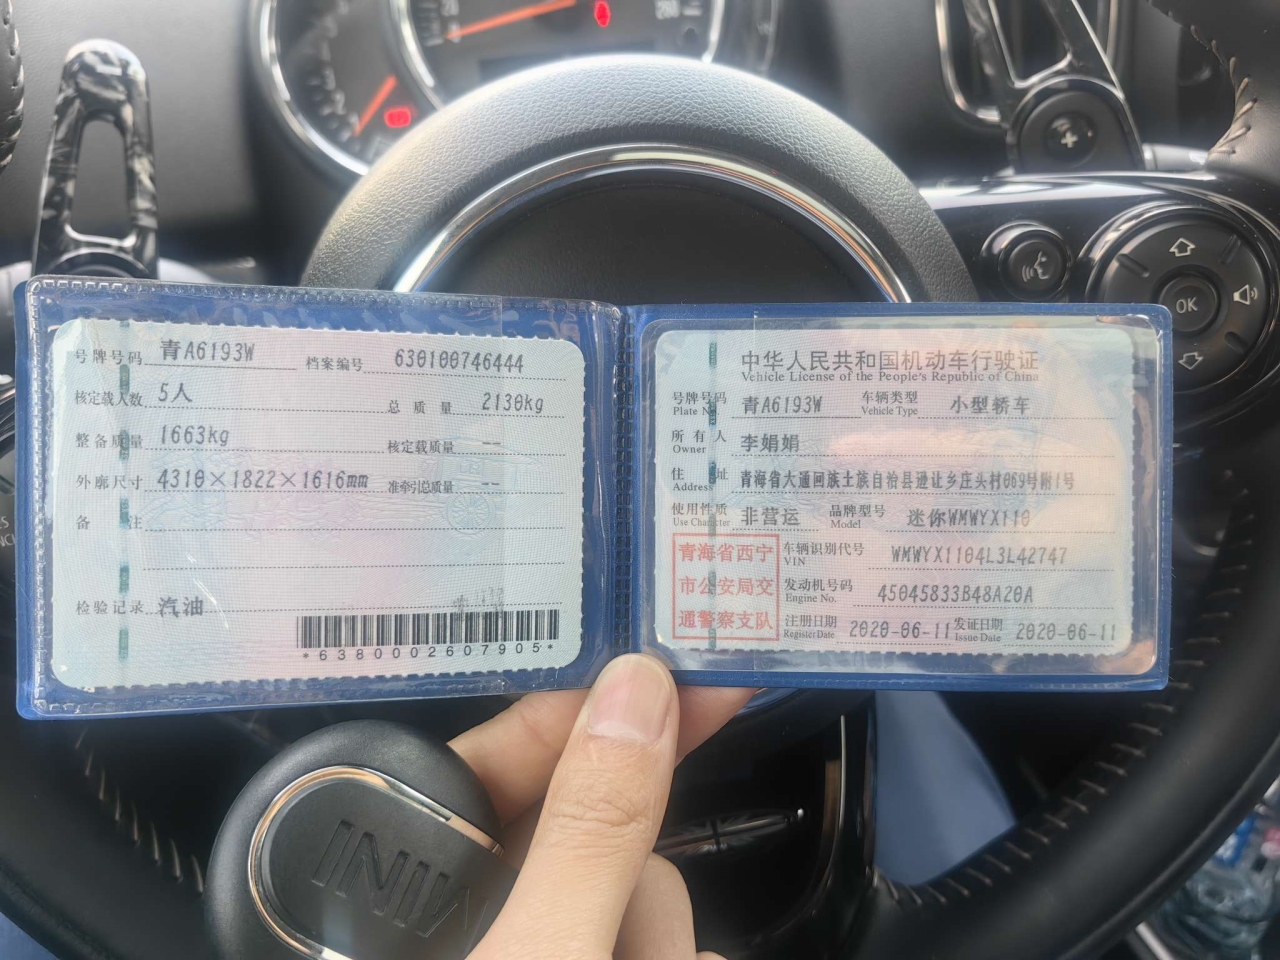 号牌号码 青A6193W 档案编号 630100746444
核定载人数 5人 总 质 量 2130kg
整备质量 1663kg 核定载质量 --
外廓尺寸 4310×1822×1616mm 准牵引总质量 --
备 注
检验记录 汽油
*6380002607905*
中华人民共和国机动车行驶证
Vehicle License of the People's Republic of China
号牌号码 青A6193W 车辆类型 小型轿车
Plate No. Vehicle Type
所有人 李娟娟
Owner
住 址 青海省大通回族土族自治县逊让乡庄头村069号附1号
Address
使用性质 非营运 品牌型号 迷你WMWYX110
Use Character Model
青海省西宁
市公安局交
通警察支队
车辆识别代号 WMWYX1104L3L42747
VIN
发动机号码 45045833B48A20A
Engine No.
注册日期 2020-06-11 发证日期 2020-06-11
Register Date Issue Date
OK
MINI